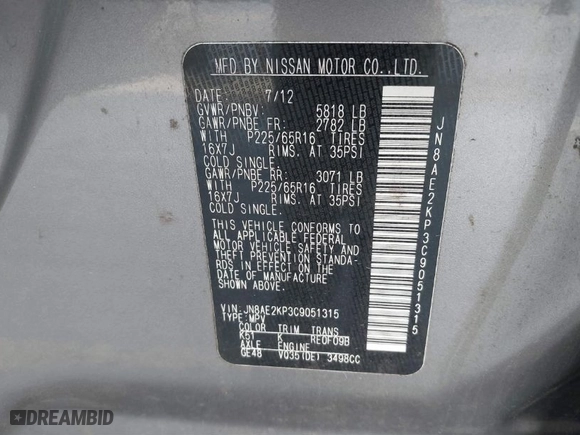 MFD BY NISSAN MOTOR CO.,LTD.
DATE 7/12
GVWR/PNBV: 5818 LB
GAWR/PNBE FR: 2782 LB
WITH P225/65R16 TIRES
16X7J RIMS. AT 35PSI
COLD SINGLE.
GAWR/PNBE RR: 3071 LB
WITH P225/65R16 TIRES
16X7J RIMS. AT 35PSI
COLD SINGLE.
THIS VEHICLE CONFORMS TO
ALL APPLICABLE FEDERAL
MOTOR VEHICLE SAFETY AND
THEFT PREVENTION STANDA-
RDS IN EFFECT ON THE
DATE OF MANUFACTURE
SHOWN ABOVE.
VIN: JN8AE2KP3C9051315
TYPE: MPV
COLOR TRIM TRANS
K51 K RE0F09B
AXLE ENGINE
GE48 VQ35(DE) 3498CC
JN8AE2KP3C9051315
DREAMBID